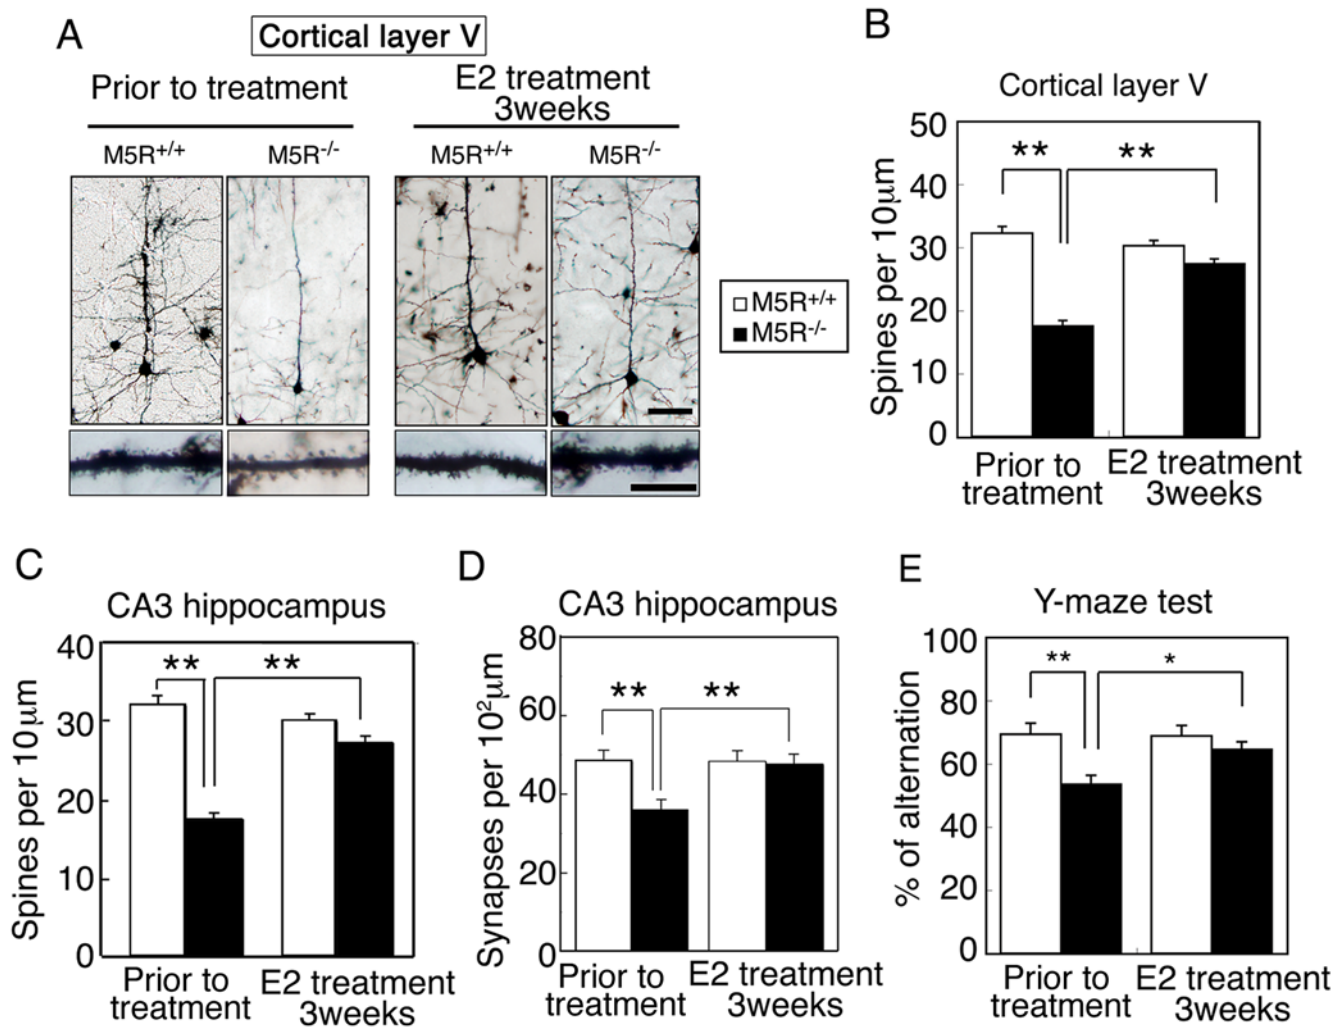 A
Cortical layer V
Prior to treatment
E2 treatment
3weeks
M5R+/+
M5R-/-
M5R+/+
M5R-/-
M5R+/+
M5R-/-
B
Cortical layer V
Spines per 10μm
50
40
30
20
10
0
**
**
Prior to
treatment
E2 treatment
3weeks
C
CA3 hippocampus
Spines per 10μm
40
30
20
10
0
**
**
Prior to
treatment
E2 treatment
3weeks
D
CA3 hippocampus
Synapses per 10²μm
80
60
40
20
0
**
**
Prior to
treatment
E2 treatment
3weeks
E
Y-maze test
% of alternation
100
80
60
40
20
0
**
*
Prior to
treatment
E2 treatment
3weeks